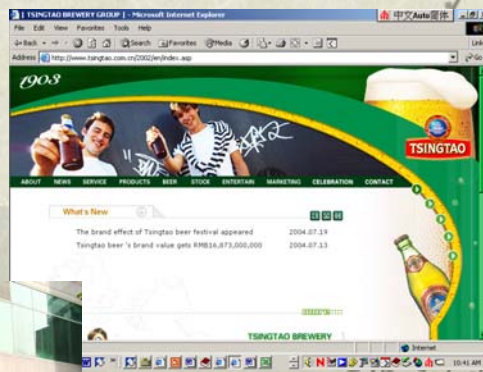 [ TSINGTAO BREWERY GROUP ] - Microsoft Internet Explorer
中文Auto
File Edit View Favorites Tools Help
Back Search Favorites Media
Address http://www.tsingtao.com.cn/2002/en/index.asp Go
1903
TSINGTAO
ABOUT NEWS SERVICE PRODUCTS BEER STOCK ENTERTAIN MARKETING CELEBRATION CONTACT
What's New
The brand effect of Tsingtao beer festival appeared 2004.07.19
Tsingtao beer 's brand value gets RMB16,873,000,000 2004.07.13
TSINGTAO BREWERY
Internet
10:41 AM